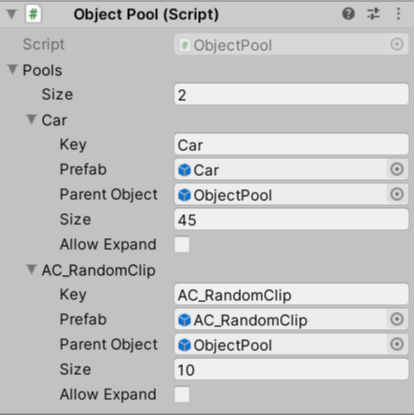 # Object Pool (Script)
Script # ObjectPool
Pools
Size 2
Car
Key Car
Prefab Car
Parent Object ObjectPool
Size 45
Allow Expand
AC_RandomClip
Key AC_RandomClip
Prefab AC_RandomClip
Parent Object ObjectPool
Size 10
Allow Expand